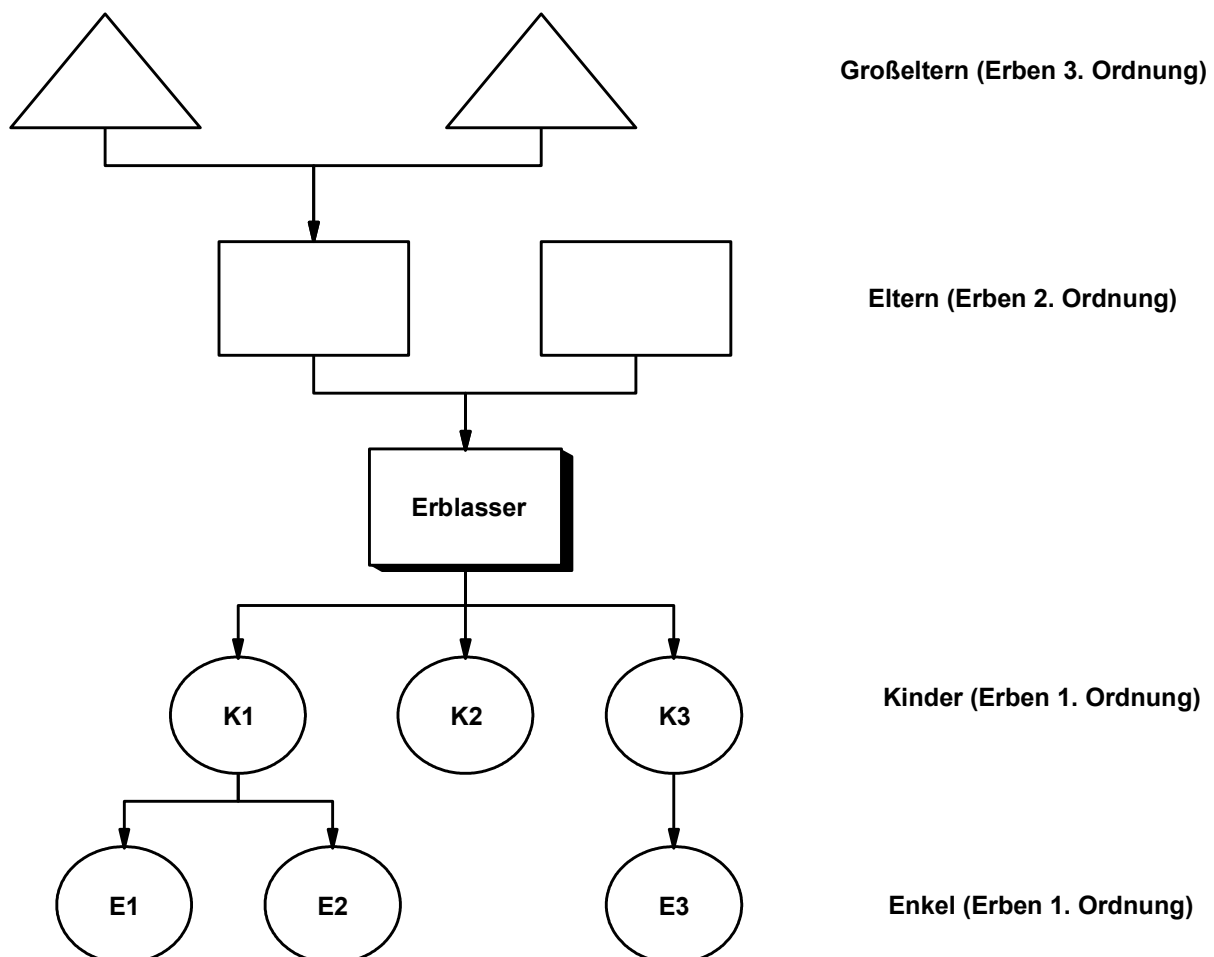 Großeltern (Erben 3. Ordnung)
Eltern (Erben 2. Ordnung)
Erblasser
K1
K2
K3
Kinder (Erben 1. Ordnung)
E1
E2
E3
Enkel (Erben 1. Ordnung)